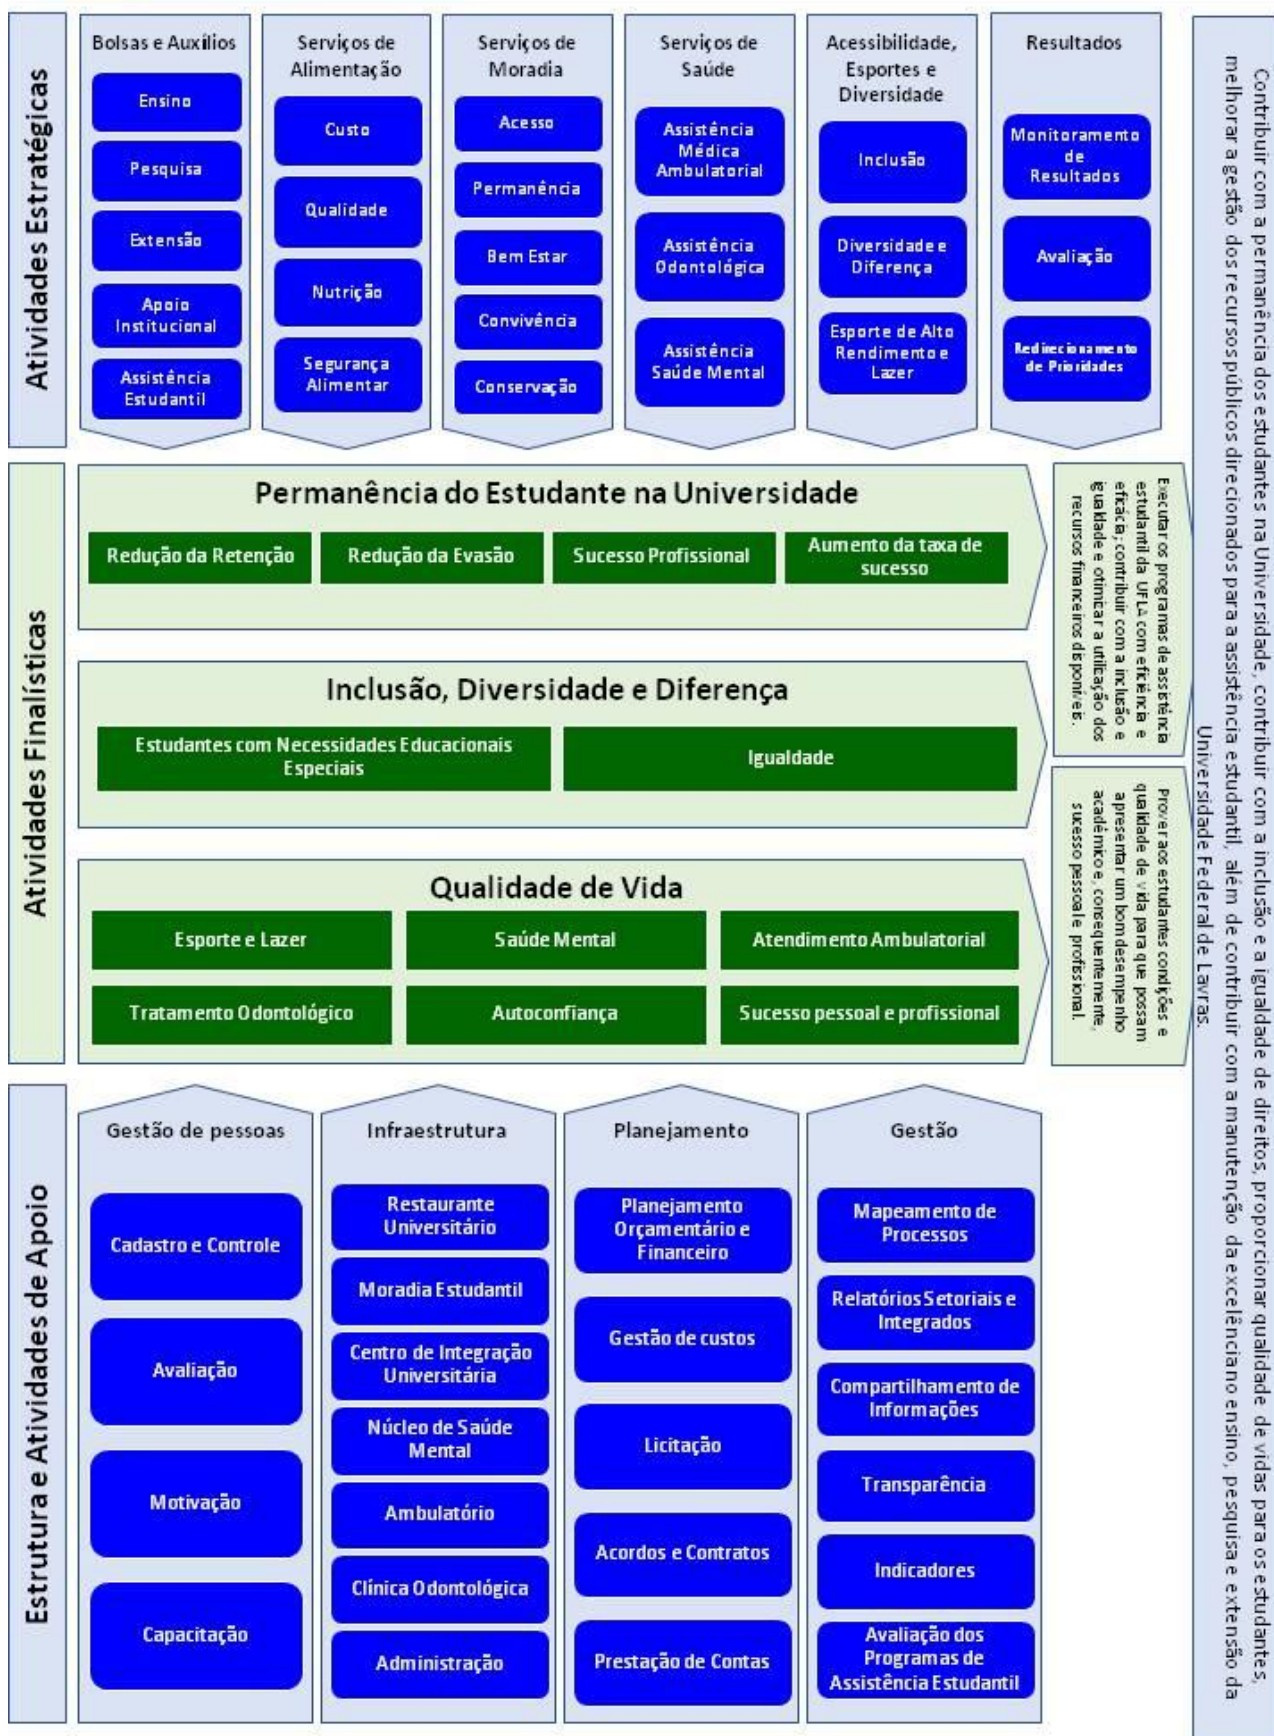 Atividades Estratégicas
Bolsas e Auxílios
Ensino
Pesquisa
Extensão
Apoio
Institucional
Assistência
Estudantil
Serviços de
Alimentação
Custo
Qualidade
Nutrição
Segurança
Alimentar
Serviços de
Moradia
Acesso
Permanência
Bem Estar
Convivência
Conservação
Serviços de
Saúde
Assistência
Médica
Ambulatorial
Assistência
Odontológica
Assistência
Saúde Mental
Acessibilidade,
Esportes e
Diversidade
Inclusão
Diversidade e
Diferença
Esporte de Alto
Rendimento e
Lazer
Resultados
Monitoramento
de
Resultados
Avaliação
Redirecionamento
de Prioridades
Atividades Finalísticas
Permanência do Estudante na Universidade
Redução da Retenção
Redução da Evasão
Sucesso Profissional
Aumento da taxa de
sucesso
Inclusão, Diversidade e Diferença
Estudantes com Necessidades Educacionais
Especiais
Igualdade
Qualidade de Vida
Esporte e Lazer
Saúde Mental
Atendimento Ambulatorial
Tratamento Odontológico
Autoconfiança
Sucesso pessoal e profissional
Executar os programas de assistência
estudantil da UFLA com eficiência e
eficácia; contribuir com a inclusão e
igualdade e otimizar a utilização dos
recursos financeiros disponíveis.
Prover aos estudantes condições e
qualidade de vida para que possam
apresentar um bom desempenho
acadêmico e, consequentemente,
sucesso pessoal e profissional.
Estrutura e Atividades de Apoio
Gestão de pessoas
Cadastro e Controle
Avaliação
Motivação
Capacitação
Infraestrutura
Restaurante
Universitário
Moradia Estudantil
Centro de Integração
Universitária
Núcleo de Saúde
Mental
Ambulatório
Clínica Odontológica
Administração
Planejamento
Planejamento
Orçamentário e
Financeiro
Gestão de custos
Licitação
Acordos e Contratos
Prestação de Contas
Gestão
Mapeamento de
Processos
Relatórios Setoriais e
Integrados
Compartilhamento de
Informações
Transparência
Indicadores
Avaliação dos
Programas de
Assistência Estudantil
Contribuir com a permanência dos estudantes na Universidade, contribuir com a inclusão e a igualdade de direitos, proporcionar qualidade de vidas para os estudantes,
melhorar a gestão dos recursos públicos direcionados para a assistência estudantil, além de contribuir com a manutenção da excelência no ensino, pesquisa e extensão da
Universidade Federal de Lavras.